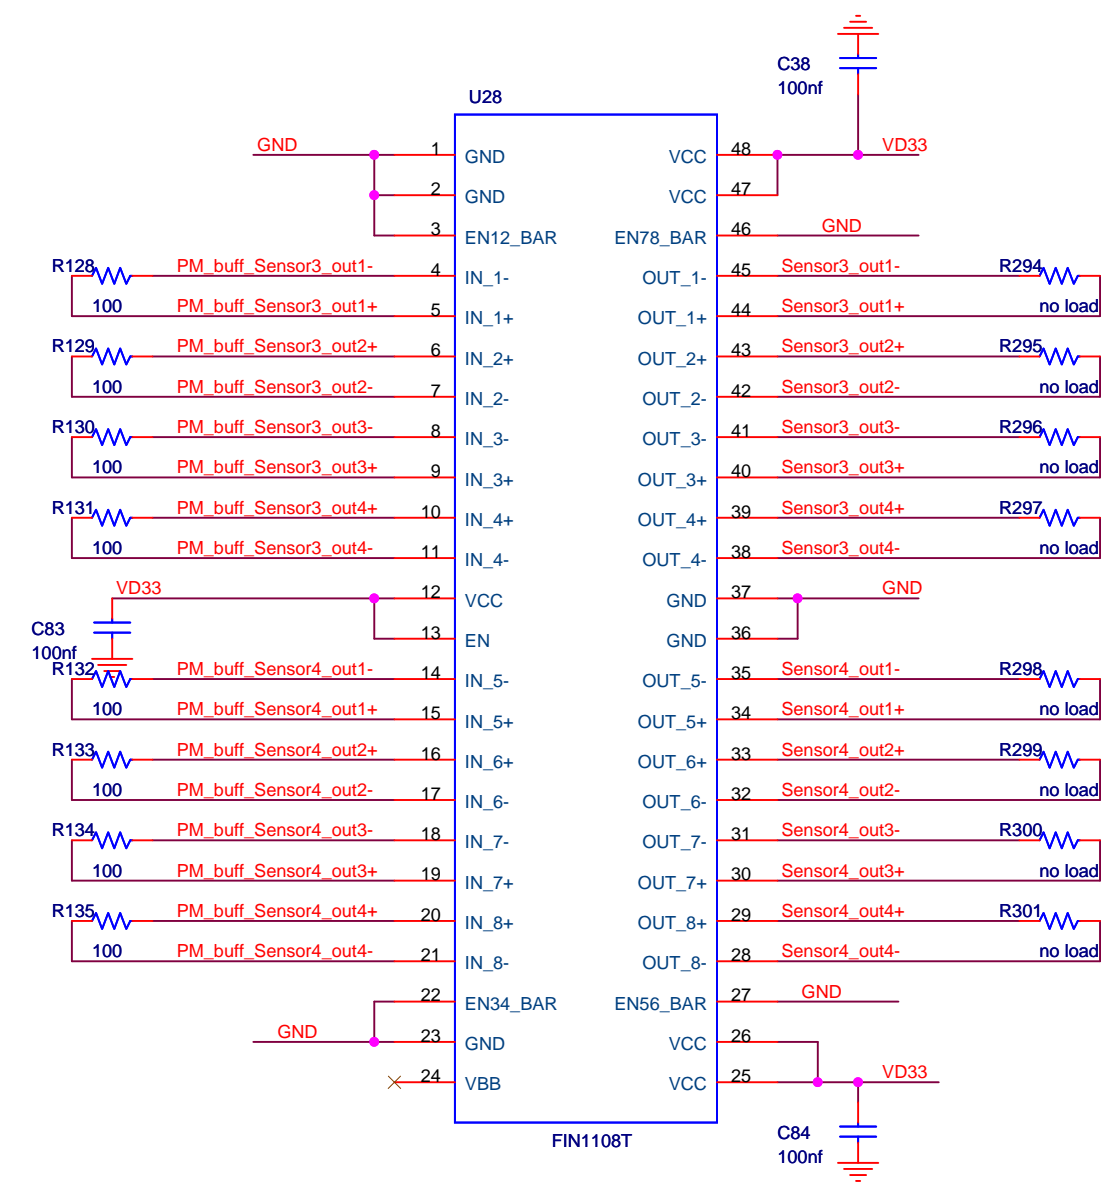 C38
100nf
U28
GND 1 GND VCC 48 VD33
2 GND VCC 47
3 EN12_BAR EN78_BAR 46 GND
R128 PM_buff_Sensor3_out1- 4 IN_1- OUT_1- 45 Sensor3_out1- R294
100 PM_buff_Sensor3_out1+ 5 IN_1+ OUT_1+ 44 Sensor3_out1+ no load
R129 PM_buff_Sensor3_out2+ 6 IN_2+ OUT_2+ 43 Sensor3_out2+ R295
100 PM_buff_Sensor3_out2- 7 IN_2- OUT_2- 42 Sensor3_out2- no load
R130 PM_buff_Sensor3_out3- 8 IN_3- OUT_3- 41 Sensor3_out3- R296
100 PM_buff_Sensor3_out3+ 9 IN_3+ OUT_3+ 40 Sensor3_out3+ no load
R131 PM_buff_Sensor3_out4+ 10 IN_4+ OUT_4+ 39 Sensor3_out4+ R297
100 PM_buff_Sensor3_out4- 11 IN_4- OUT_4- 38 Sensor3_out4- no load
VD33 12 VCC GND 37 GND
C83
100nf
13 EN GND 36
R132 PM_buff_Sensor4_out1- 14 IN_5- OUT_5- 35 Sensor4_out1- R298
100 PM_buff_Sensor4_out1+ 15 IN_5+ OUT_5+ 34 Sensor4_out1+ no load
R133 PM_buff_Sensor4_out2+ 16 IN_6+ OUT_6+ 33 Sensor4_out2+ R299
100 PM_buff_Sensor4_out2- 17 IN_6- OUT_6- 32 Sensor4_out2- no load
R134 PM_buff_Sensor4_out3- 18 IN_7- OUT_7- 31 Sensor4_out3- R300
100 PM_buff_Sensor4_out3+ 19 IN_7+ OUT_7+ 30 Sensor4_out3+ no load
R135 PM_buff_Sensor4_out4+ 20 IN_8+ OUT_8+ 29 Sensor4_out4+ R301
100 PM_buff_Sensor4_out4- 21 IN_8- OUT_8- 28 Sensor4_out4- no load
22 EN34_BAR EN56_BAR 27 GND
GND 23 GND VCC 26
24 VBB VCC 25 VD33
FIN1108T
C84
100nf